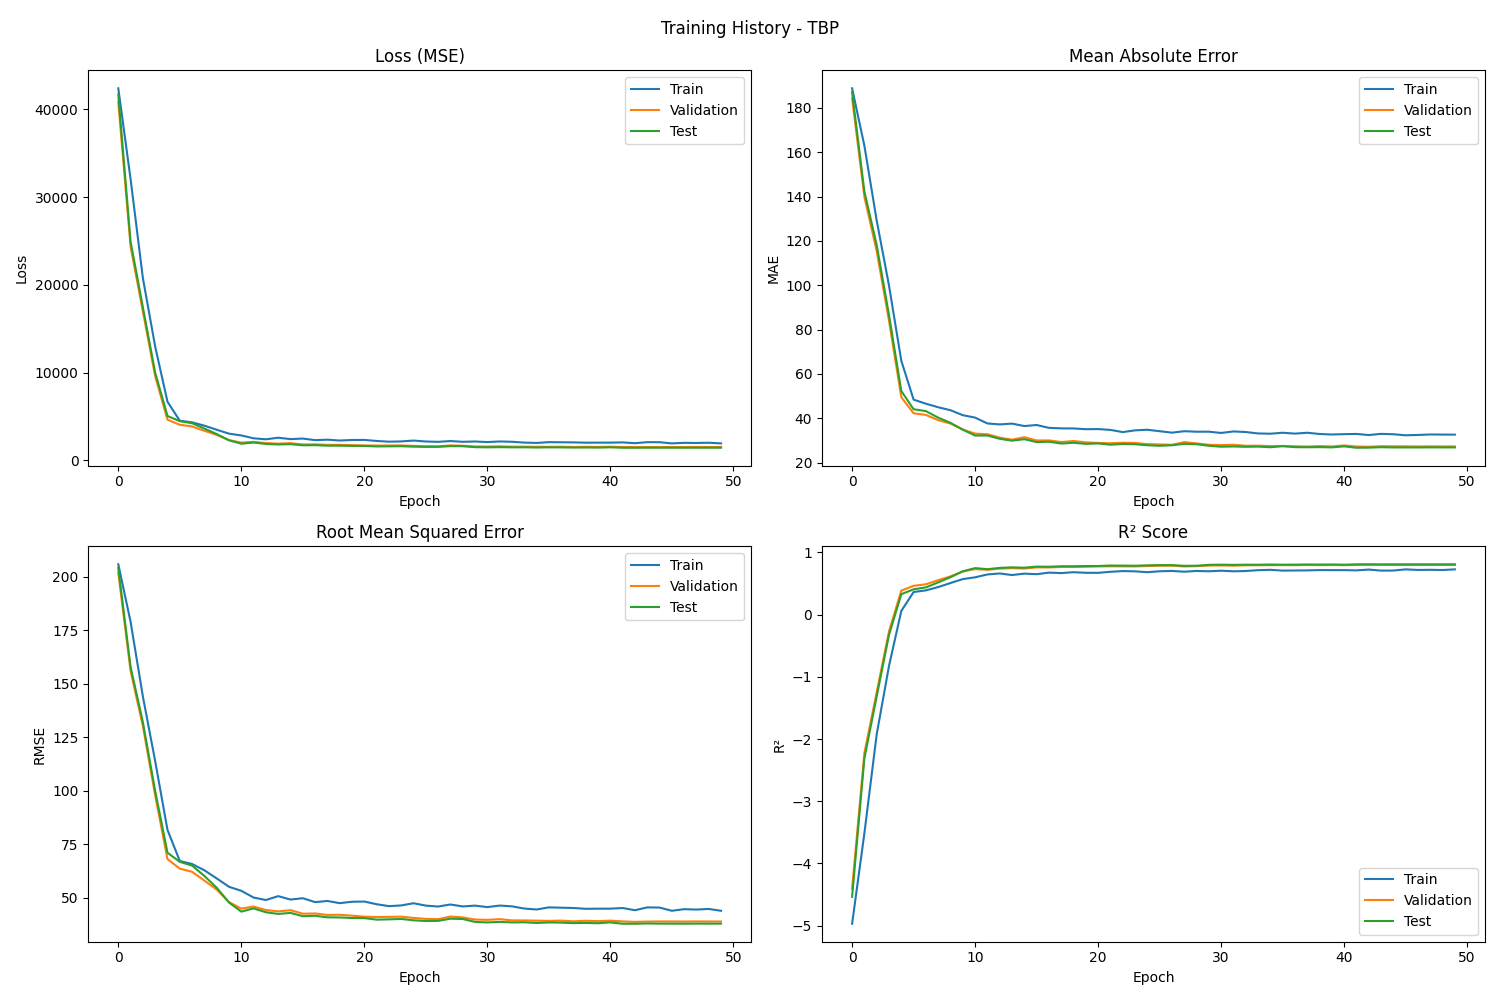 Training History - TBP
Loss (MSE)
Loss
40000
30000
20000
10000
0
0 10 20 30 40 50
Epoch
Train
Validation
Test
Mean Absolute Error
MAE
180
160
140
120
100
80
60
40
20
0 10 20 30 40 50
Epoch
Train
Validation
Test
Root Mean Squared Error
RMSE
200
175
150
125
100
75
50
0 10 20 30 40 50
Epoch
Train
Validation
Test
R² Score
R²
1
0
−1
−2
−3
−4
−5
0 10 20 30 40 50
Epoch
Train
Validation
Test